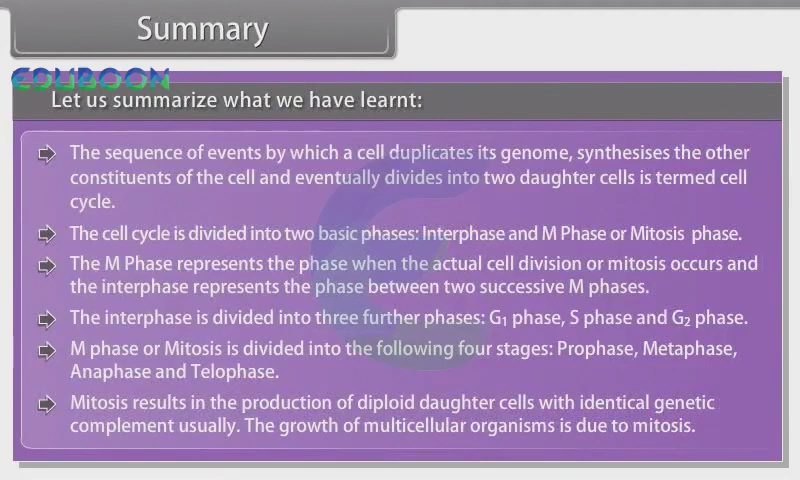 Summary
EDUBOON
Let us summarize what we have learnt:
The sequence of events by which a cell duplicates its genome, synthesises the other
constituents of the cell and eventually divides into two daughter cells is termed cell
cycle.
The cell cycle is divided into two basic phases: Interphase and M Phase or Mitosis phase.
The M Phase represents the phase when the actual cell division or mitosis occurs and
the interphase represents the phase between two successive M phases.
The interphase is divided into three further phases: G₁ phase, S phase and G₂ phase.
M phase or Mitosis is divided into the following four stages: Prophase, Metaphase,
Anaphase and Telophase.
Mitosis results in the production of diploid daughter cells with identical genetic
complement usually. The growth of multicellular organisms is due to mitosis.